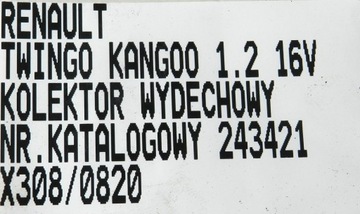 RENAULT
TWINGO KANGOO 1.2 16V
KOLEKTOR WYDECHOWY
NR.KATALOGOWY 243421
X308/0820